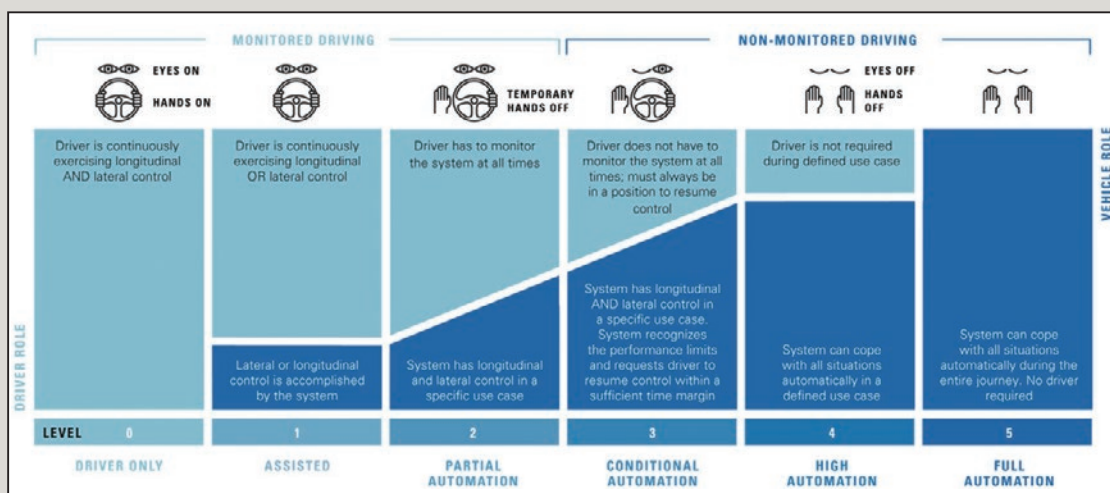 MONITORED DRIVING
NON-MONITORED DRIVING
EYES ON
HANDS ON
TEMPORARY
HANDS OFF
EYES OFF
HANDS
OFF
Driver is continuously
exercising longitudinal
AND lateral control
Driver is continuously
exercising longitudinal
OR lateral control
Driver has to monitor
the system at all times
Driver does not have to
monitor the system at all
times; must always be
in a position to resume
control
Driver is not required
during defined use case
VEHICLE ROLE
DRIVER ROLE
Lateral or longitudinal
control is accomplished
by the system
System has longitudinal
and lateral control in a
specific use case
System has longitudinal
AND lateral control in
a specific use case.
System recognizes
the performance limits
and requests driver to
resume control within a
sufficient time margin
System can cope
with all situations
automatically in a
defined use case
System can cope
with all situations
automatically during the
entire journey. No driver
required
LEVEL 0 1 2 3 4 5
DRIVER ONLY
ASSISTED
PARTIAL
AUTOMATION
CONDITIONAL
AUTOMATION
HIGH
AUTOMATION
FULL
AUTOMATION